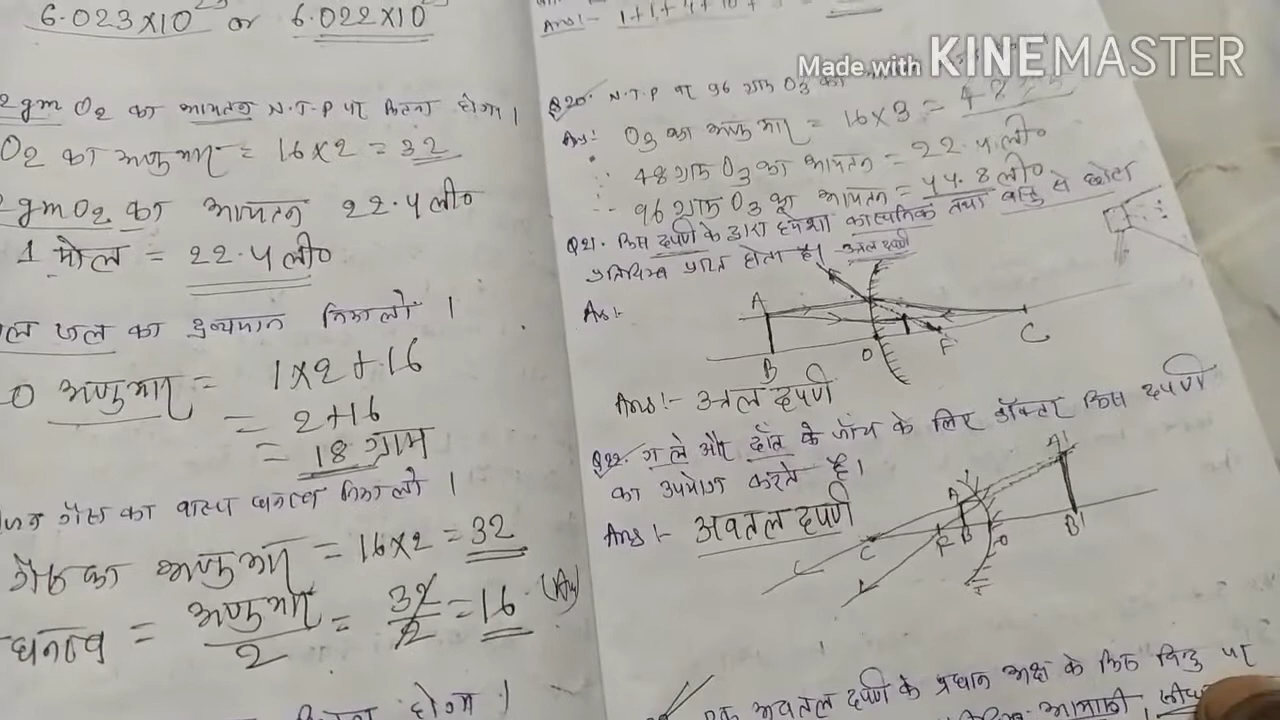 6.023×10 or 6.022×10
gm O2 का आयतन N.T.P पर कितना होगा।
O2 का अणुभार = 16×2 = 32
gm O2 का आयतन 22.4 ली०
1 मोल = 22.4 ली०
जल का द्रव्यमान निकालो।
अणुभार = 1×2+16
= 2+16
= 18 ग्राम
गैस का वाष्प घनत्व निकालो।
गैस का अणुभार = 16×2 = 32
घनत्व = अणुभार/2 = 32/2 = 16 (Ans)
होगा।
Ans:- 1+1+4+
Made with KINEMASTER
Q20. N.T.P पर 96 ग्राम O3 का
Ans: O3 का अणुभार = 16×3 = 48
∴ 48 ग्राम O3 का आयतन = 22.4 ली०
∴ 96 ग्राम O3 का आयतन = 44.8 ली०
Q21. किस दर्पण के द्वारा हमेशा काल्पनिक तथा वस्तु से छोटा
प्रतिबिम्ब प्राप्त होता है। उत्तल दर्पण
Ans:-
A B O F C
Ans:- उत्तल दर्पण
Q22. गले और दाँत के जाँच के लिए डॉक्टर किस दर्पण
का उपयोग करते है।
Ans:- अवतल दर्पण
C F B A O A' B'
एक अवतल दर्पण के प्रधान अक्ष के किस बिन्दु पर